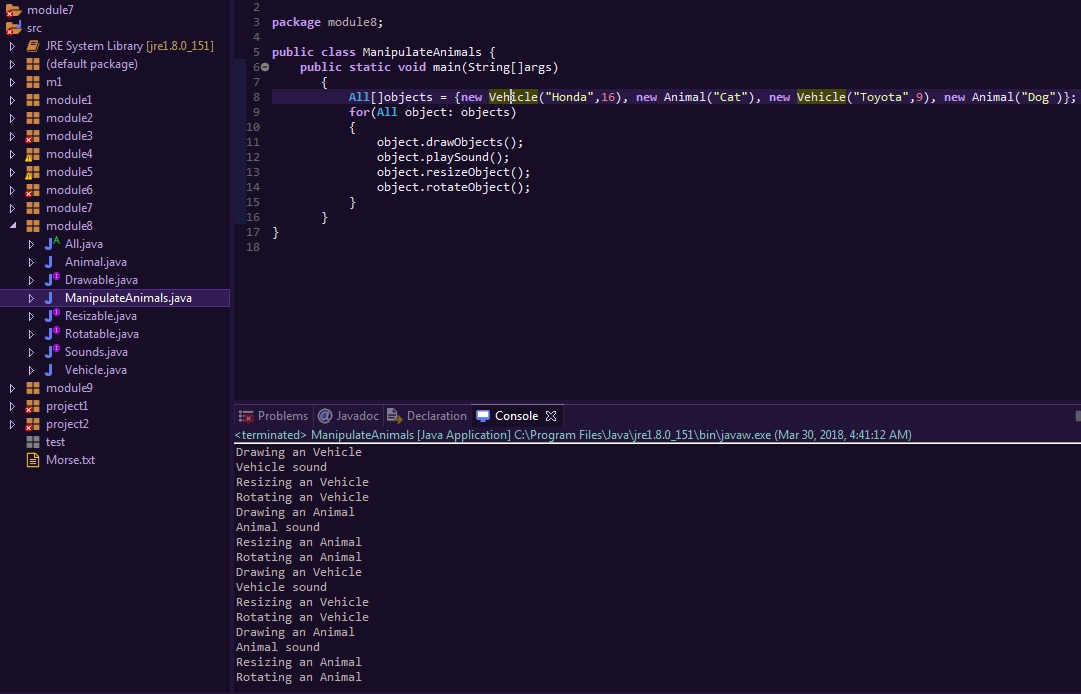 module7
src
JRE System Library [jre1.8.0_151]
(default package)
m1
module1
module2
module3
module4
module5
module6
module7
module8
All.java
Animal.java
Drawable.java
ManipulateAnimals.java
Resizable.java
Rotatable.java
Sounds.java
Vehicle.java
module9
project1
project2
test
Morse.txt
2
3 package module8;
4
5 public class ManipulateAnimals {
6 public static void main(String[]args)
7 {
8 All[]objects = {new Vehicle("Honda",16), new Animal("Cat"), new Vehicle("Toyota",9), new Animal("Dog")};
9 for(All object: objects)
10 {
11 object.drawObjects();
12 object.playSound();
13 object.resizeObject();
14 object.rotateObject();
15 }
16 }
17 }
18
Problems @ Javadoc Declaration Console
<terminated> ManipulateAnimals [Java Application] C:\Program Files\Java\jre1.8.0_151\bin\javaw.exe (Mar 30, 2018, 4:41:12 AM)
Drawing an Vehicle
Vehicle sound
Resizing an Vehicle
Rotating an Vehicle
Drawing an Animal
Animal sound
Resizing an Animal
Rotating an Animal
Drawing an Vehicle
Vehicle sound
Resizing an Vehicle
Rotating an Vehicle
Drawing an Animal
Animal sound
Resizing an Animal
Rotating an Animal